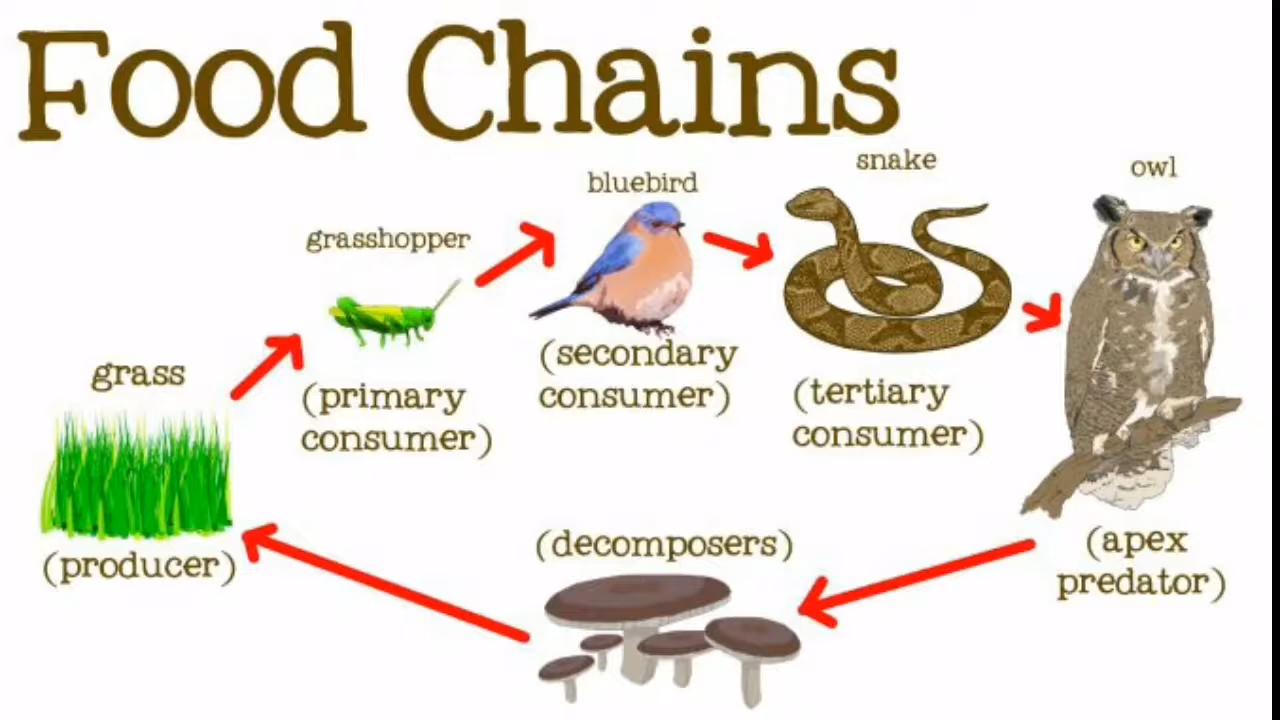 Food Chains
grass
(producer)
grasshopper
(primary
consumer)
bluebird
(secondary
consumer)
snake
(tertiary
consumer)
owl
(apex
predator)
(decomposers)